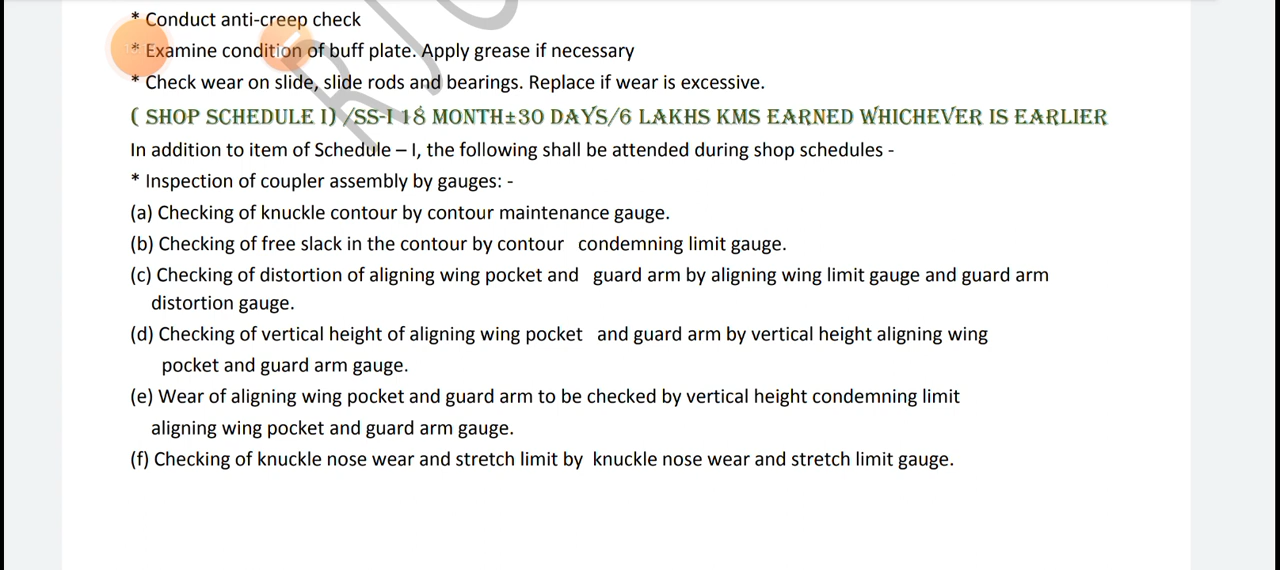 * Conduct anti-creep check
* Examine condition of buff plate. Apply grease if necessary
* Check wear on slide, slide rods and bearings. Replace if wear is excessive.
( SHOP SCHEDULE I) /SS-I 18 MONTH±30 DAYS/6 LAKHS KMS EARNED WHICHEVER IS EARLIER
In addition to item of Schedule – I, the following shall be attended during shop schedules -
* Inspection of coupler assembly by gauges: -
(a) Checking of knuckle contour by contour maintenance gauge.
(b) Checking of free slack in the contour by contour condemning limit gauge.
(c) Checking of distortion of aligning wing pocket and guard arm by aligning wing limit gauge and guard arm
distortion gauge.
(d) Checking of vertical height of aligning wing pocket and guard arm by vertical height aligning wing
pocket and guard arm gauge.
(e) Wear of aligning wing pocket and guard arm to be checked by vertical height condemning limit
aligning wing pocket and guard arm gauge.
(f) Checking of knuckle nose wear and stretch limit by knuckle nose wear and stretch limit gauge.